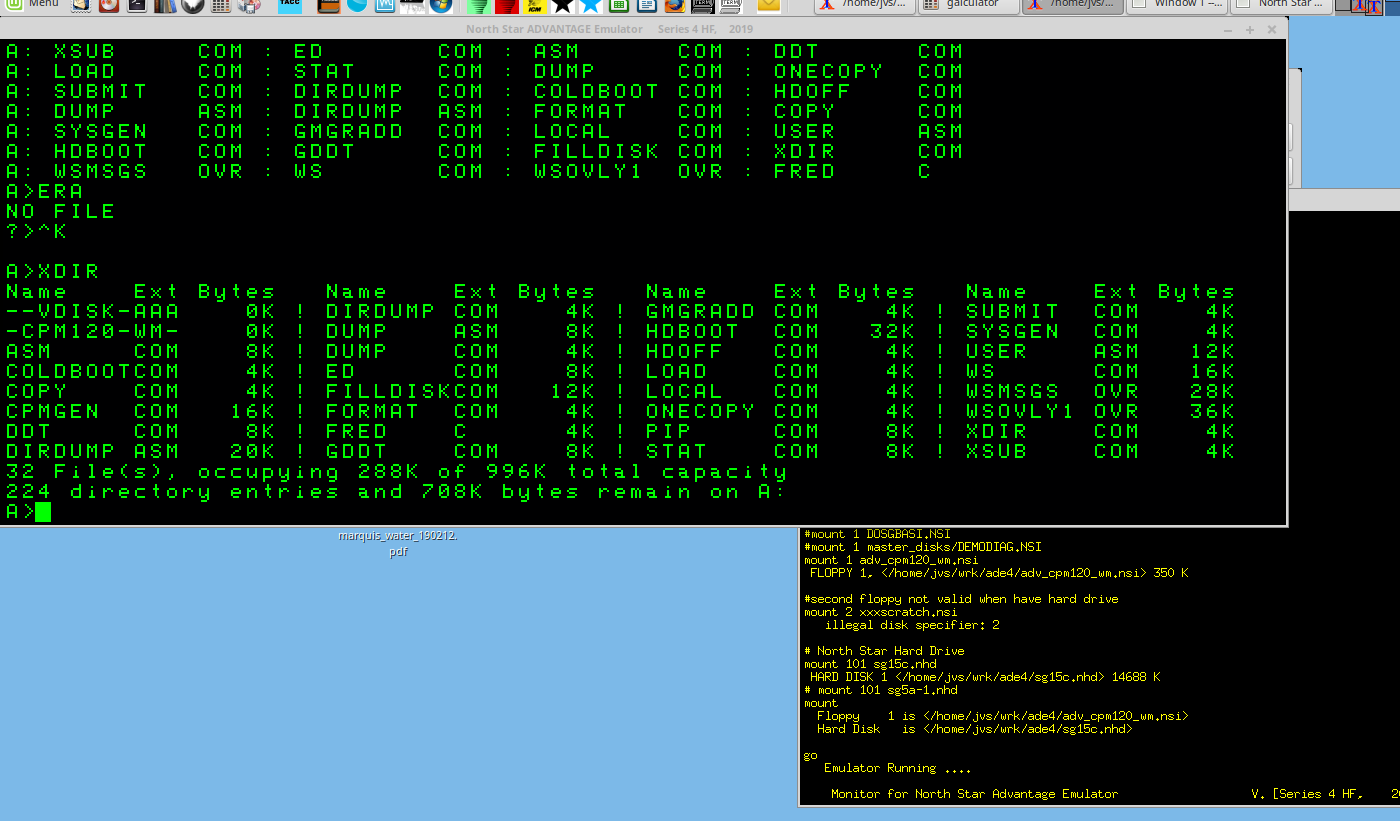 Menu
/home/jvs/...
galculator
/home/jvs/...
Window 1 –...
North Star ...
North Star ADVANTAGE Emulator Series 4 HF, 2019
A: XSUB COM : ED COM : ASM COM : DDT COM
A: LOAD COM : STAT COM : DUMP COM : ONECOPY COM
A: SUBMIT COM : DIRDUMP COM : COLDBOOT COM : HDOFF COM
A: DUMP ASM : DIRDUMP ASM : FORMAT COM : COPY COM
A: SYSGEN COM : GMGRADD COM : LOCAL COM : USER ASM
A: HDBOOT COM : GDDT COM : FILLDISK COM : XDIR COM
A: WSMSGS OVR : WS COM : WSOVLY1 OVR : FRED C
A>ERA
NO FILE
?>^K
A>XDIR
Name Ext Bytes Name Ext Bytes Name Ext Bytes Name Ext Bytes
--VDISK-AAA 0K ! DIRDUMP COM 4K ! GMGRADD COM 4K ! SUBMIT COM 4K
-CPM120-WM- 0K ! DUMP ASM 8K ! HDBOOT COM 32K ! SYSGEN COM 4K
ASM COM 8K ! DUMP COM 4K ! HDOFF COM 4K ! USER ASM 12K
COLDBOOTCOM 4K ! ED COM 8K ! LOAD COM 4K ! WS COM 16K
COPY COM 4K ! FILLDISKCOM 12K ! LOCAL COM 4K ! WSMSGS OVR 28K
CPMGEN COM 16K ! FORMAT COM 4K ! ONECOPY COM 4K ! WSOVLY1 OVR 36K
DDT COM 8K ! FRED C 4K ! PIP COM 8K ! XDIR COM 4K
DIRDUMP ASM 20K ! GDDT COM 8K ! STAT COM 8K ! XSUB COM 4K
32 File(s), occupying 288K of 996K total capacity
224 directory entries and 708K bytes remain on A:
A>
marquis_water_190212.
pdf
#mount 1 DOSGBASI.NSI
#mount 1 master_disks/DEMODIAG.NSI
mount 1 adv_cpm120_wm.nsi
FLOPPY 1, </home/jvs/wrk/ade4/adv_cpm120_wm.nsi> 350 K
#second floppy not valid when have hard drive
mount 2 xxxscratch.nsi
illegal disk specifier: 2
# North Star Hard Drive
mount 101 sg15c.nhd
HARD DISK 1 </home/jvs/wrk/ade4/sg15c.nhd> 14688 K
# mount 101 sg5a-1.nhd
mount
Floppy 1 is </home/jvs/wrk/ade4/adv_cpm120_wm.nsi>
Hard Disk is </home/jvs/wrk/ade4/sg15c.nhd>
go
Emulator Running ....
Monitor for North Star Advantage Emulator V. [Series 4 HF,